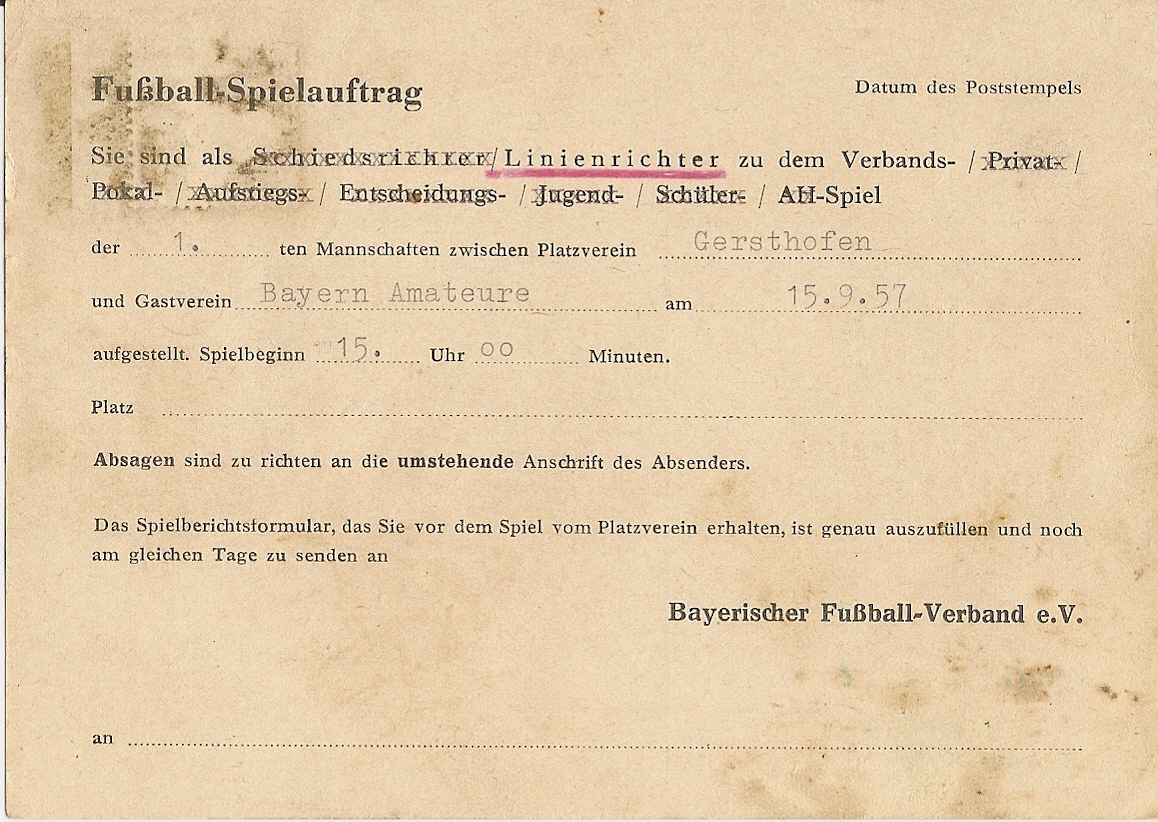 Fußball-Spielauftrag
Datum des Poststempels
Sie sind als Schiedsrichter/Linienrichter zu dem Verbands- / Privat- /
Pokal- / Aufstiegs- / Entscheidungs- / Jugend- / Schüler- / AH-Spiel
der 1. ten Mannschaften zwischen Platzverein Gersthofen
und Gastverein Bayern Amateure am 15.9.57
aufgestellt. Spielbeginn 15. Uhr oo Minuten.
Platz
Absagen sind zu richten an die umstehende Anschrift des Absenders.
Das Spielberichtsformular, das Sie vor dem Spiel vom Platzverein erhalten, ist genau auszufüllen und noch
am gleichen Tage zu senden an
Bayerischer Fußball-Verband e.V.
an